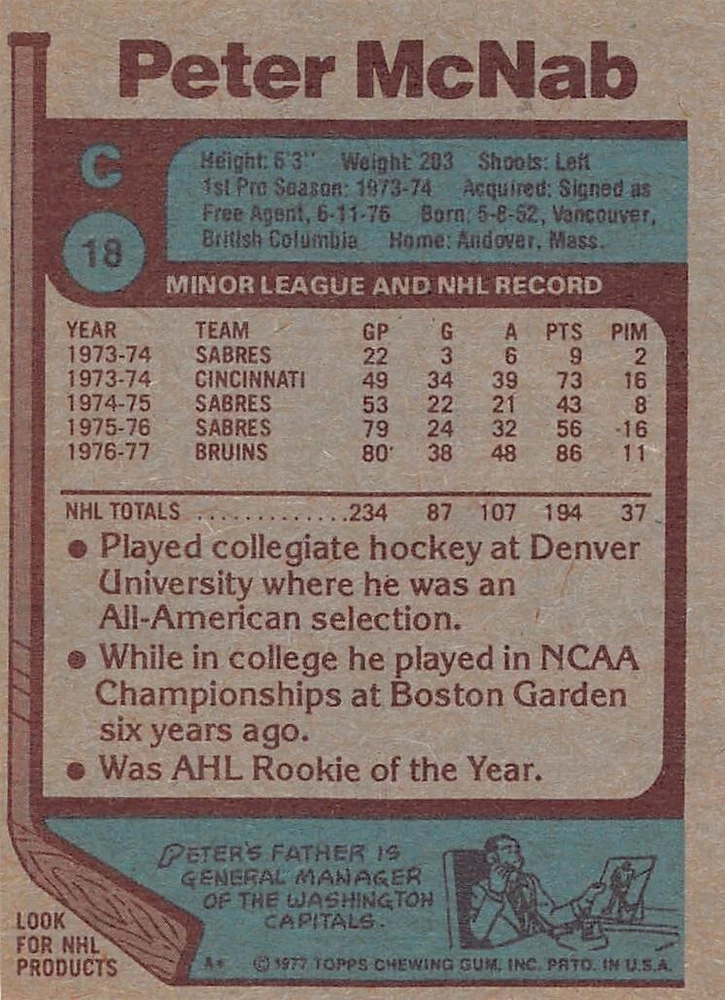 Peter McNab
C
18
Height: 6'3" Weight: 203 Shoots: Left
1st Pro Season: 1973-74 Acquired: Signed as
Free Agent, 6-11-76 Born: 5-8-52, Vancouver,
British Columbia Home: Andover, Mass.
MINOR LEAGUE AND NHL RECORD
YEAR TEAM GP G A PTS PIM
1973-74 SABRES 22 3 6 9 2
1973-74 CINCINNATI 49 34 39 73 16
1974-75 SABRES 53 22 21 43 8
1975-76 SABRES 79 24 32 56 16
1976-77 BRUINS 80 38 48 86 11
NHL TOTALS ..............234 87 107 194 37
● Played collegiate hockey at Denver
University where he was an
All-American selection.
● While in college he played in NCAA
Championships at Boston Garden
six years ago.
● Was AHL Rookie of the Year.
PETER'S FATHER IS
GENERAL MANAGER
OF THE WASHINGTON
CAPITALS.
LOOK
FOR NHL
PRODUCTS
A* © 1977 TOPPS CHEWING GUM, INC. PRTD. IN U.S.A.